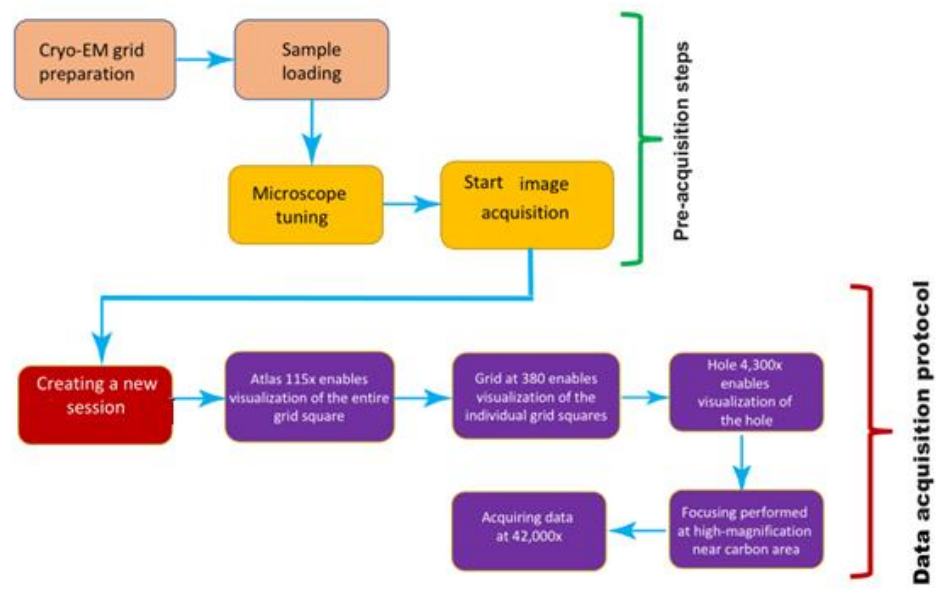 Cryo-EM grid
preparation
Sample
loading
Microscope
tuning
Start image
acquisition
Pre-acquisition steps
Creating a new
session
Atlas 115x enables
visualization of the entire
grid square
Grid at 380 enables
visualization of the
individual grid squares
Hole 4,300x
enables
visualization of
the hole
Focusing performed
at high-magnification
near carbon area
Acquiring data
at 42,000x
Data acquisition protocol